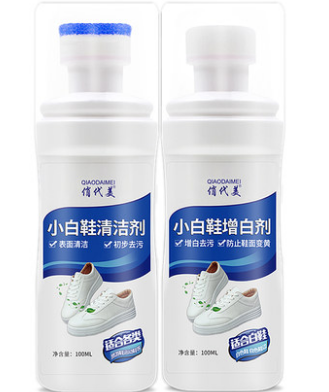 QIAODAIMEI
俏代美
小白鞋清洁剂
表面清洁 初步去污
适合各类
净含量：100ML
QIAODAIMEI
俏代美
小白鞋增白剂
增白去污 防止鞋面变黄
适合白鞋
净含量：100ML